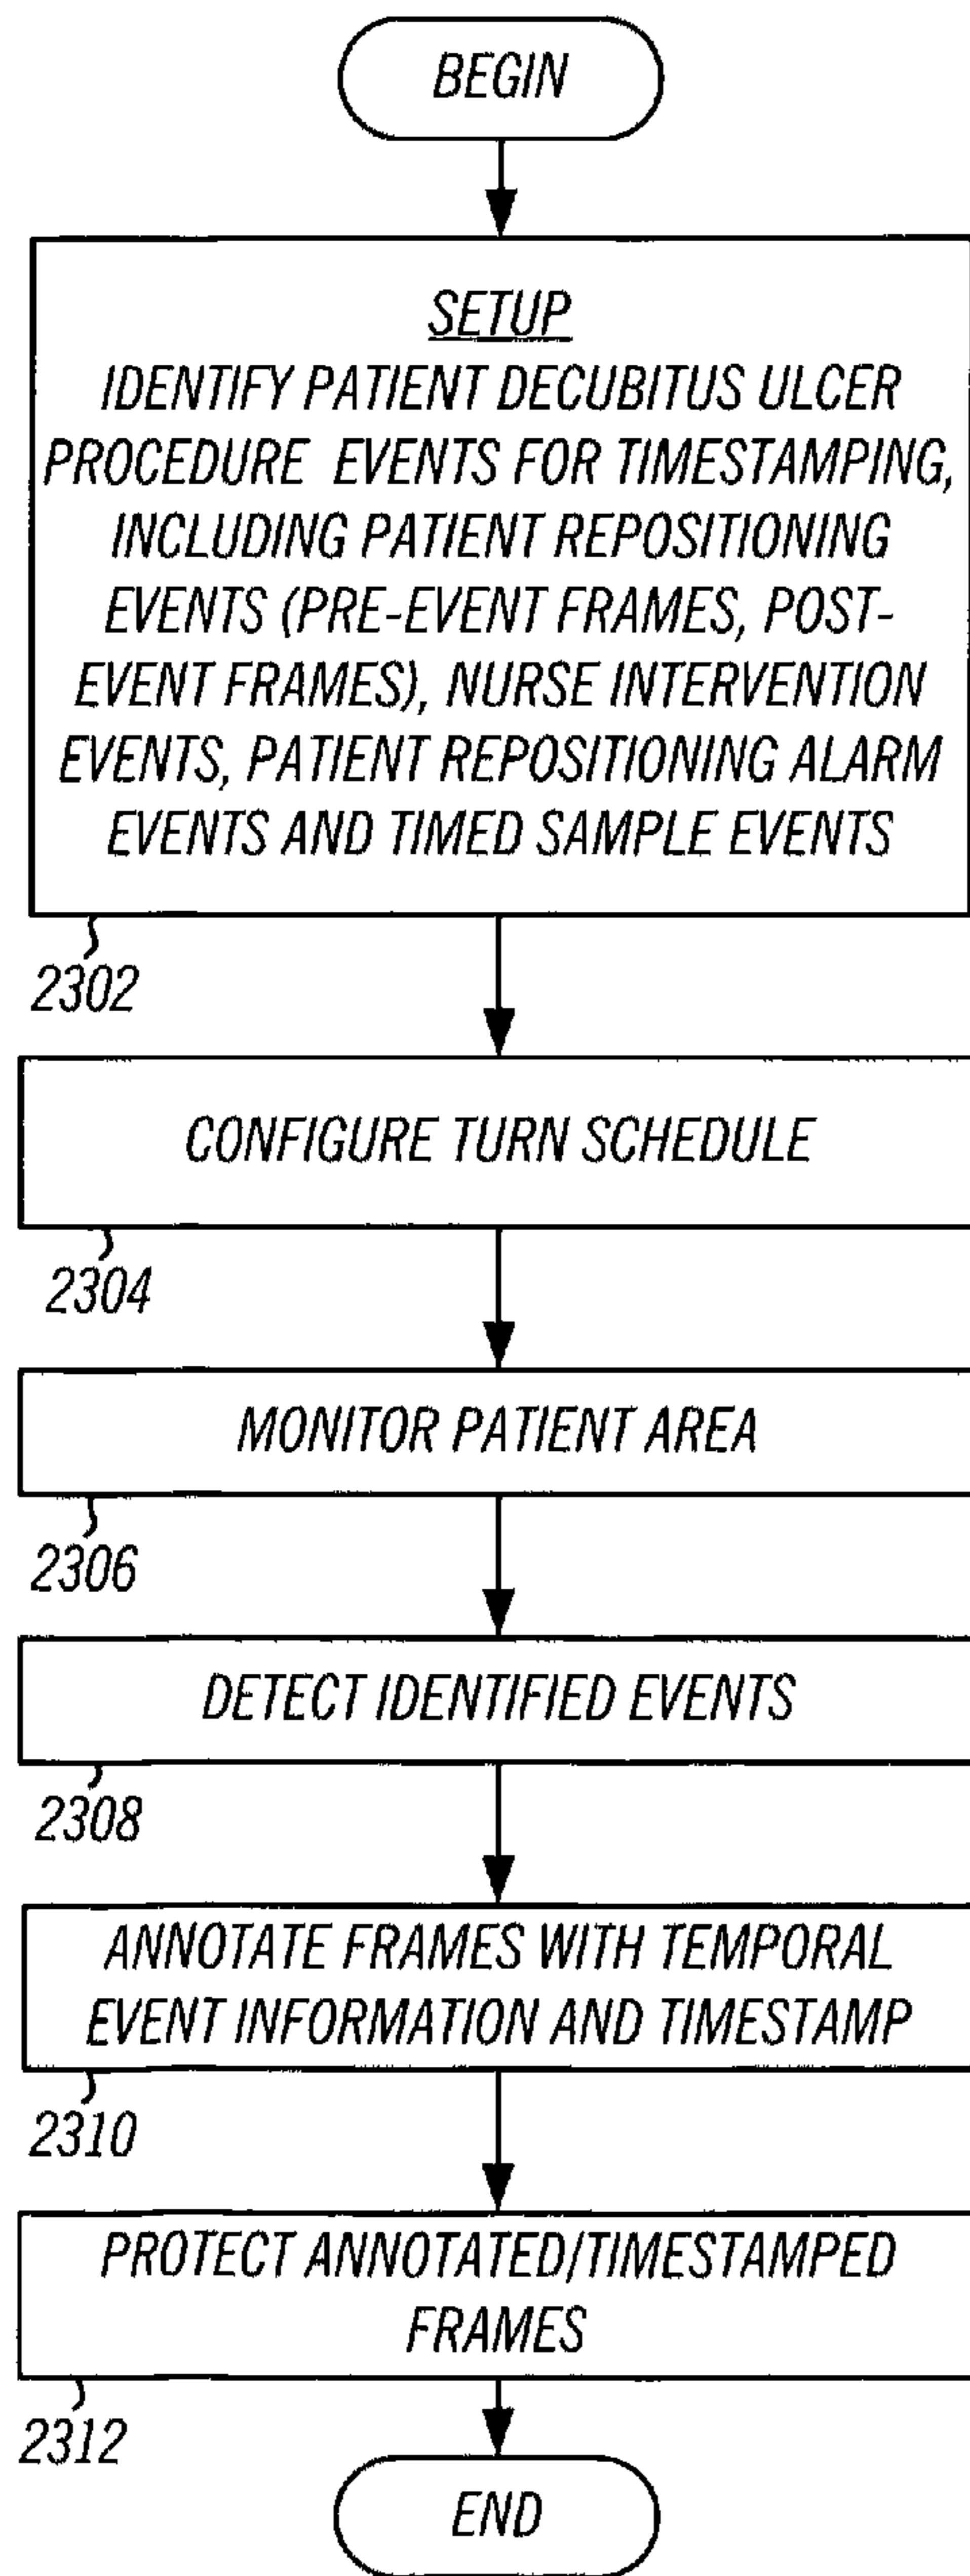 BEGIN
SETUP
IDENTIFY PATIENT DECUBITUS ULCER
PROCEDURE EVENTS FOR TIMESTAMPING,
INCLUDING PATIENT REPOSITIONING
EVENTS (PRE-EVENT FRAMES, POST-
EVENT FRAMES), NURSE INTERVENTION
EVENTS, PATIENT REPOSITIONING ALARM
EVENTS AND TIMED SAMPLE EVENTS
2302
CONFIGURE TURN SCHEDULE
2304
MONITOR PATIENT AREA
2306
DETECT IDENTIFIED EVENTS
2308
ANNOTATE FRAMES WITH TEMPORAL
EVENT INFORMATION AND TIMESTAMP
2310
PROTECT ANNOTATED/TIMESTAMPED
FRAMES
2312
END